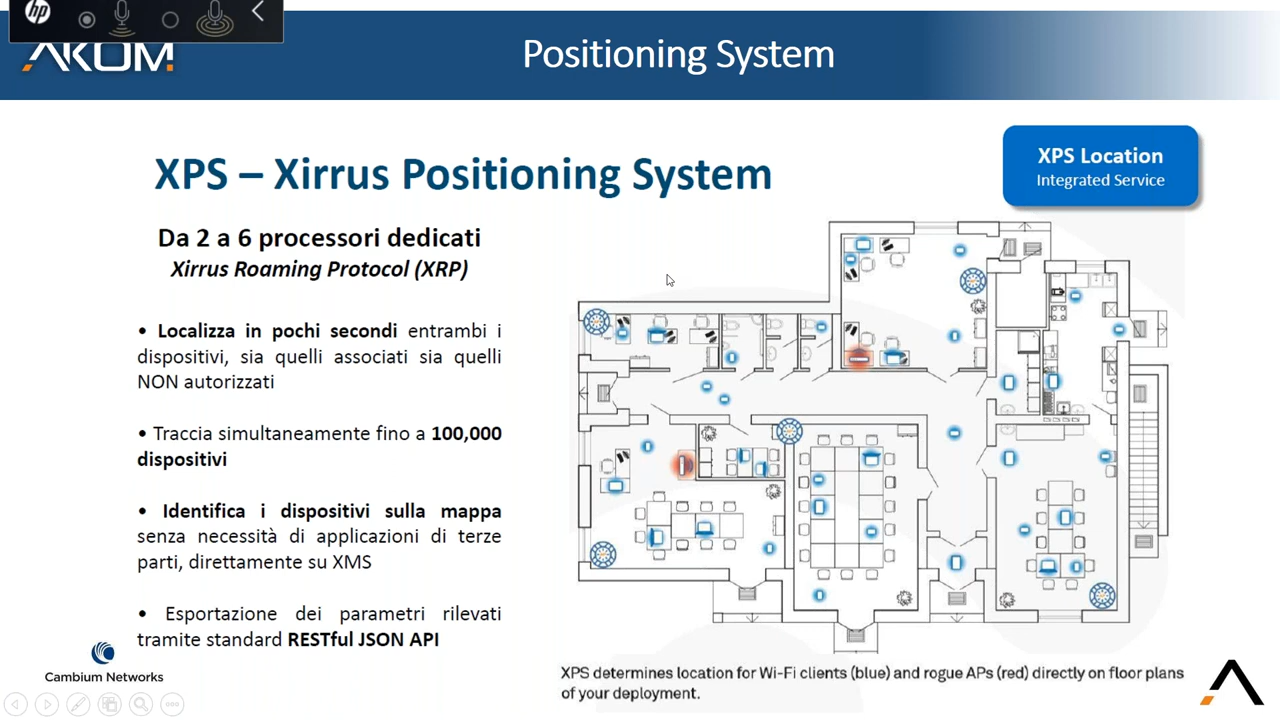 hp
AKOM
Positioning System
XPS – Xirrus Positioning System
XPS Location
Integrated Service
Da 2 a 6 processori dedicati
Xirrus Roaming Protocol (XRP)
• Localizza in pochi secondi entrambi i
dispositivi, sia quelli associati sia quelli
NON autorizzati
• Traccia simultaneamente fino a 100,000
dispositivi
• Identifica i dispositivi sulla mappa
senza necessità di applicazioni di terze
parti, direttamente su XMS
• Esportazione dei parametri rilevati
tramite standard RESTful JSON API
Cambium Networks
XPS determines location for Wi-Fi clients (blue) and rogue APs (red) directly on floor plans
of your deployment.